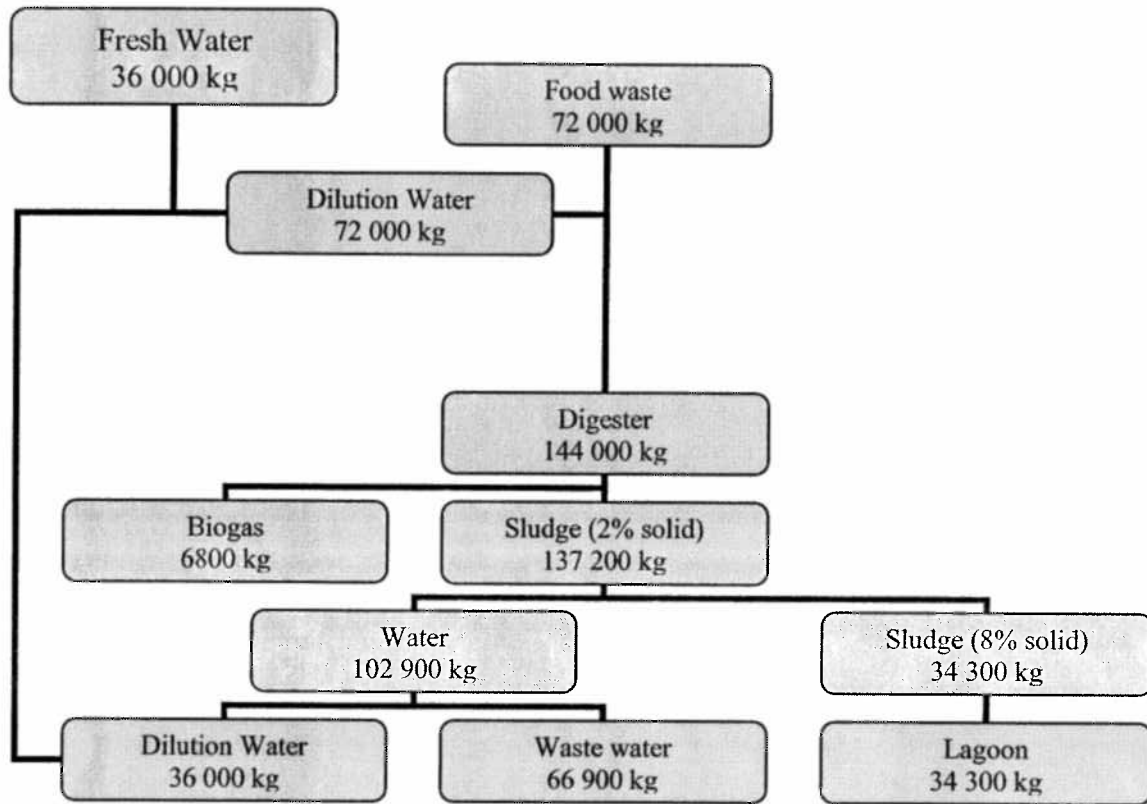 Fresh Water
36 000 kg
Food waste
72 000 kg
Dilution Water
72 000 kg
Digester
144 000 kg
Biogas
6800 kg
Sludge (2% solid)
137 200 kg
Water
102 900 kg
Sludge (8% solid)
34 300 kg
Dilution Water
36 000 kg
Waste water
66 900 kg
Lagoon
34 300 kg